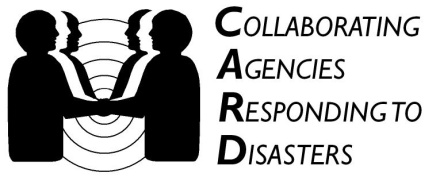 COLLABORATING
AGENCIES
RESPONDING TO
DISASTERS